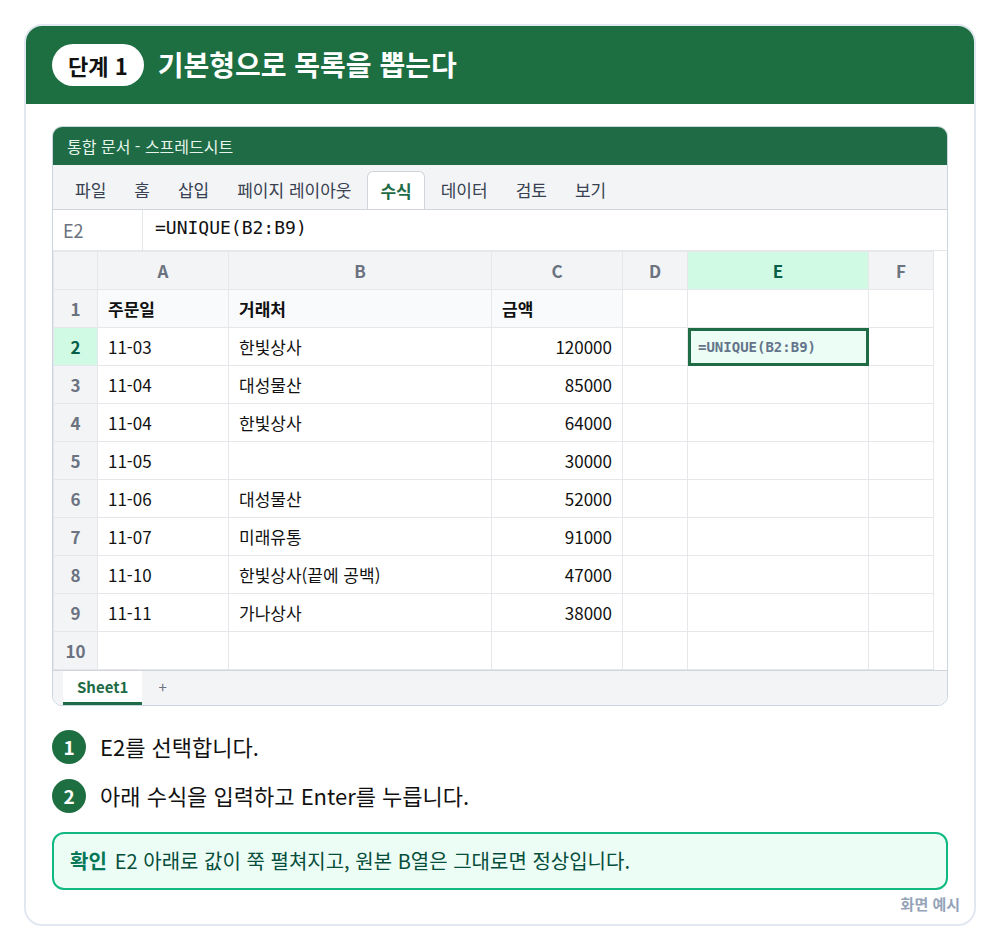 단계 1 기본형으로 목록을 뽑는다
통합 문서 - 스프레드시트
파일 홈 삽입 페이지 레이아웃 수식 데이터 검토 보기
E2 =UNIQUE(B2:B9)
A B C D E F
1 주문일 거래처 금액
2 11-03 한빛상사 120000 =UNIQUE(B2:B9)
3 11-04 대성물산 85000
4 11-04 한빛상사 64000
5 11-05 30000
6 11-06 대성물산 52000
7 11-07 미래유통 91000
8 11-10 한빛상사(끝에 공백) 47000
9 11-11 가나상사 38000
10
Sheet1 +
1 E2를 선택합니다.
2 아래 수식을 입력하고 Enter를 누릅니다.
확인 E2 아래로 값이 쭉 펼쳐지고, 원본 B열은 그대로면 정상입니다.
화면 예시